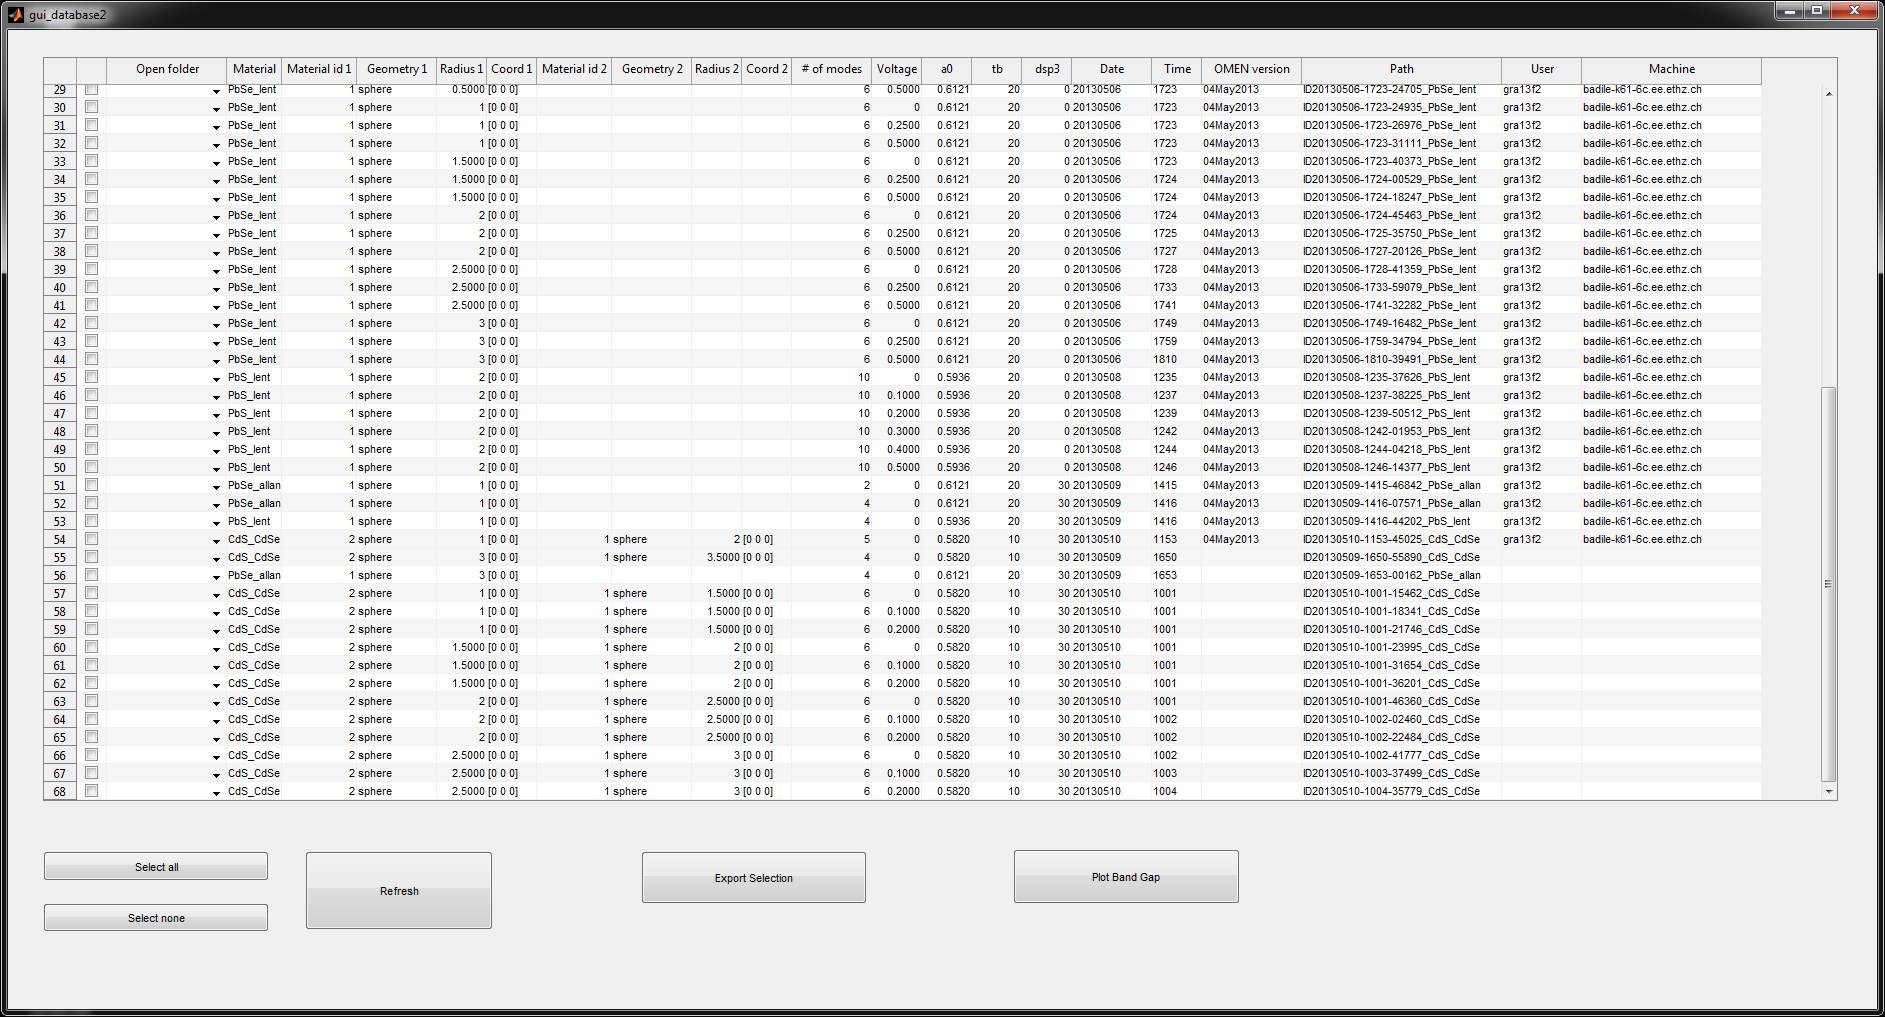 gui_database2
Open folder Material Material id 1 Geometry 1 Radius 1 Coord 1 Material id 2 Geometry 2 Radius 2 Coord 2 # of modes Voltage a0 tb dsp3 Date Time OMEN version Path User Machine
29 PbSe_lent 1 sphere 0.5000 [0 0 0] 6 0.5000 0.6121 20 0 20130506 1723 04May2013 ID20130506-1723-24705_PbSe_lent gra13f2 badile-k61-6c.ee.ethz.ch
30 PbSe_lent 1 sphere 1 [0 0 0] 6 0 0.6121 20 0 20130506 1723 04May2013 ID20130506-1723-24935_PbSe_lent gra13f2 badile-k61-6c.ee.ethz.ch
31 PbSe_lent 1 sphere 1 [0 0 0] 6 0.2500 0.6121 20 0 20130506 1723 04May2013 ID20130506-1723-26976_PbSe_lent gra13f2 badile-k61-6c.ee.ethz.ch
32 PbSe_lent 1 sphere 1 [0 0 0] 6 0.5000 0.6121 20 0 20130506 1723 04May2013 ID20130506-1723-31111_PbSe_lent gra13f2 badile-k61-6c.ee.ethz.ch
33 PbSe_lent 1 sphere 1.5000 [0 0 0] 6 0 0.6121 20 0 20130506 1723 04May2013 ID20130506-1723-40373_PbSe_lent gra13f2 badile-k61-6c.ee.ethz.ch
34 PbSe_lent 1 sphere 1.5000 [0 0 0] 6 0.2500 0.6121 20 0 20130506 1724 04May2013 ID20130506-1724-00529_PbSe_lent gra13f2 badile-k61-6c.ee.ethz.ch
35 PbSe_lent 1 sphere 1.5000 [0 0 0] 6 0.5000 0.6121 20 0 20130506 1724 04May2013 ID20130506-1724-18247_PbSe_lent gra13f2 badile-k61-6c.ee.ethz.ch
36 PbSe_lent 1 sphere 2 [0 0 0] 6 0 0.6121 20 0 20130506 1724 04May2013 ID20130506-1724-45463_PbSe_lent gra13f2 badile-k61-6c.ee.ethz.ch
37 PbSe_lent 1 sphere 2 [0 0 0] 6 0.2500 0.6121 20 0 20130506 1725 04May2013 ID20130506-1725-35750_PbSe_lent gra13f2 badile-k61-6c.ee.ethz.ch
38 PbSe_lent 1 sphere 2 [0 0 0] 6 0.5000 0.6121 20 0 20130506 1727 04May2013 ID20130506-1727-20126_PbSe_lent gra13f2 badile-k61-6c.ee.ethz.ch
39 PbSe_lent 1 sphere 2.5000 [0 0 0] 6 0 0.6121 20 0 20130506 1728 04May2013 ID20130506-1728-41359_PbSe_lent gra13f2 badile-k61-6c.ee.ethz.ch
40 PbSe_lent 1 sphere 2.5000 [0 0 0] 6 0.2500 0.6121 20 0 20130506 1733 04May2013 ID20130506-1733-59079_PbSe_lent gra13f2 badile-k61-6c.ee.ethz.ch
41 PbSe_lent 1 sphere 2.5000 [0 0 0] 6 0.5000 0.6121 20 0 20130506 1741 04May2013 ID20130506-1741-32282_PbSe_lent gra13f2 badile-k61-6c.ee.ethz.ch
42 PbSe_lent 1 sphere 3 [0 0 0] 6 0 0.6121 20 0 20130506 1749 04May2013 ID20130506-1749-16482_PbSe_lent gra13f2 badile-k61-6c.ee.ethz.ch
43 PbSe_lent 1 sphere 3 [0 0 0] 6 0.2500 0.6121 20 0 20130506 1759 04May2013 ID20130506-1759-34794_PbSe_lent gra13f2 badile-k61-6c.ee.ethz.ch
44 PbSe_lent 1 sphere 3 [0 0 0] 6 0.5000 0.6121 20 0 20130506 1810 04May2013 ID20130506-1810-39491_PbSe_lent gra13f2 badile-k61-6c.ee.ethz.ch
45 PbS_lent 1 sphere 2 [0 0 0] 10 0 0.5936 20 0 20130508 1235 04May2013 ID20130508-1235-37626_PbS_lent gra13f2 badile-k61-6c.ee.ethz.ch
46 PbS_lent 1 sphere 2 [0 0 0] 10 0.1000 0.5936 20 0 20130508 1237 04May2013 ID20130508-1237-38225_PbS_lent gra13f2 badile-k61-6c.ee.ethz.ch
47 PbS_lent 1 sphere 2 [0 0 0] 10 0.2000 0.5936 20 0 20130508 1239 04May2013 ID20130508-1239-50512_PbS_lent gra13f2 badile-k61-6c.ee.ethz.ch
48 PbS_lent 1 sphere 2 [0 0 0] 10 0.3000 0.5936 20 0 20130508 1242 04May2013 ID20130508-1242-01953_PbS_lent gra13f2 badile-k61-6c.ee.ethz.ch
49 PbS_lent 1 sphere 2 [0 0 0] 10 0.4000 0.5936 20 0 20130508 1244 04May2013 ID20130508-1244-04218_PbS_lent gra13f2 badile-k61-6c.ee.ethz.ch
50 PbS_lent 1 sphere 2 [0 0 0] 10 0.5000 0.5936 20 0 20130508 1246 04May2013 ID20130508-1246-14377_PbS_lent gra13f2 badile-k61-6c.ee.ethz.ch
51 PbSe_allan 1 sphere 1 [0 0 0] 2 0 0.6121 20 30 20130509 1415 04May2013 ID20130509-1415-46842_PbSe_allan gra13f2 badile-k61-6c.ee.ethz.ch
52 PbSe_allan 1 sphere 1 [0 0 0] 4 0 0.6121 20 30 20130509 1416 04May2013 ID20130509-1416-07571_PbSe_allan gra13f2 badile-k61-6c.ee.ethz.ch
53 PbS_lent 1 sphere 1 [0 0 0] 4 0 0.5936 20 30 20130509 1416 04May2013 ID20130509-1416-44202_PbS_lent gra13f2 badile-k61-6c.ee.ethz.ch
54 CdS_CdSe 2 sphere 1 [0 0 0] 1 sphere 2 [0 0 0] 5 0 0.5820 10 30 20130510 1153 04May2013 ID20130510-1153-45025_CdS_CdSe gra13f2 badile-k61-6c.ee.ethz.ch
55 CdS_CdSe 2 sphere 3 [0 0 0] 1 sphere 3.5000 [0 0 0] 4 0 0.5820 10 30 20130509 1650 ID20130509-1650-55890_CdS_CdSe
56 PbSe_allan 1 sphere 3 [0 0 0] 4 0 0.6121 20 30 20130509 1653 ID20130509-1653-00162_PbSe_allan
57 CdS_CdSe 2 sphere 1 [0 0 0] 1 sphere 1.5000 [0 0 0] 6 0 0.5820 10 30 20130510 1001 ID20130510-1001-15462_CdS_CdSe
58 CdS_CdSe 2 sphere 1 [0 0 0] 1 sphere 1.5000 [0 0 0] 6 0.1000 0.5820 10 30 20130510 1001 ID20130510-1001-18341_CdS_CdSe
59 CdS_CdSe 2 sphere 1 [0 0 0] 1 sphere 1.5000 [0 0 0] 6 0.2000 0.5820 10 30 20130510 1001 ID20130510-1001-21746_CdS_CdSe
60 CdS_CdSe 2 sphere 1.5000 [0 0 0] 1 sphere 2 [0 0 0] 6 0 0.5820 10 30 20130510 1001 ID20130510-1001-23995_CdS_CdSe
61 CdS_CdSe 2 sphere 1.5000 [0 0 0] 1 sphere 2 [0 0 0] 6 0.1000 0.5820 10 30 20130510 1001 ID20130510-1001-31654_CdS_CdSe
62 CdS_CdSe 2 sphere 1.5000 [0 0 0] 1 sphere 2 [0 0 0] 6 0.2000 0.5820 10 30 20130510 1001 ID20130510-1001-36201_CdS_CdSe
63 CdS_CdSe 2 sphere 2 [0 0 0] 1 sphere 2.5000 [0 0 0] 6 0 0.5820 10 30 20130510 1001 ID20130510-1001-46360_CdS_CdSe
64 CdS_CdSe 2 sphere 2 [0 0 0] 1 sphere 2.5000 [0 0 0] 6 0.1000 0.5820 10 30 20130510 1002 ID20130510-1002-02460_CdS_CdSe
65 CdS_CdSe 2 sphere 2 [0 0 0] 1 sphere 2.5000 [0 0 0] 6 0.2000 0.5820 10 30 20130510 1002 ID20130510-1002-22484_CdS_CdSe
66 CdS_CdSe 2 sphere 2.5000 [0 0 0] 1 sphere 3 [0 0 0] 6 0 0.5820 10 30 20130510 1002 ID20130510-1002-41777_CdS_CdSe
67 CdS_CdSe 2 sphere 2.5000 [0 0 0] 1 sphere 3 [0 0 0] 6 0.1000 0.5820 10 30 20130510 1003 ID20130510-1003-37499_CdS_CdSe
68 CdS_CdSe 2 sphere 2.5000 [0 0 0] 1 sphere 3 [0 0 0] 6 0.2000 0.5820 10 30 20130510 1004 ID20130510-1004-35779_CdS_CdSe
Select all
Select none
Refresh
Export Selection
Plot Band Gap